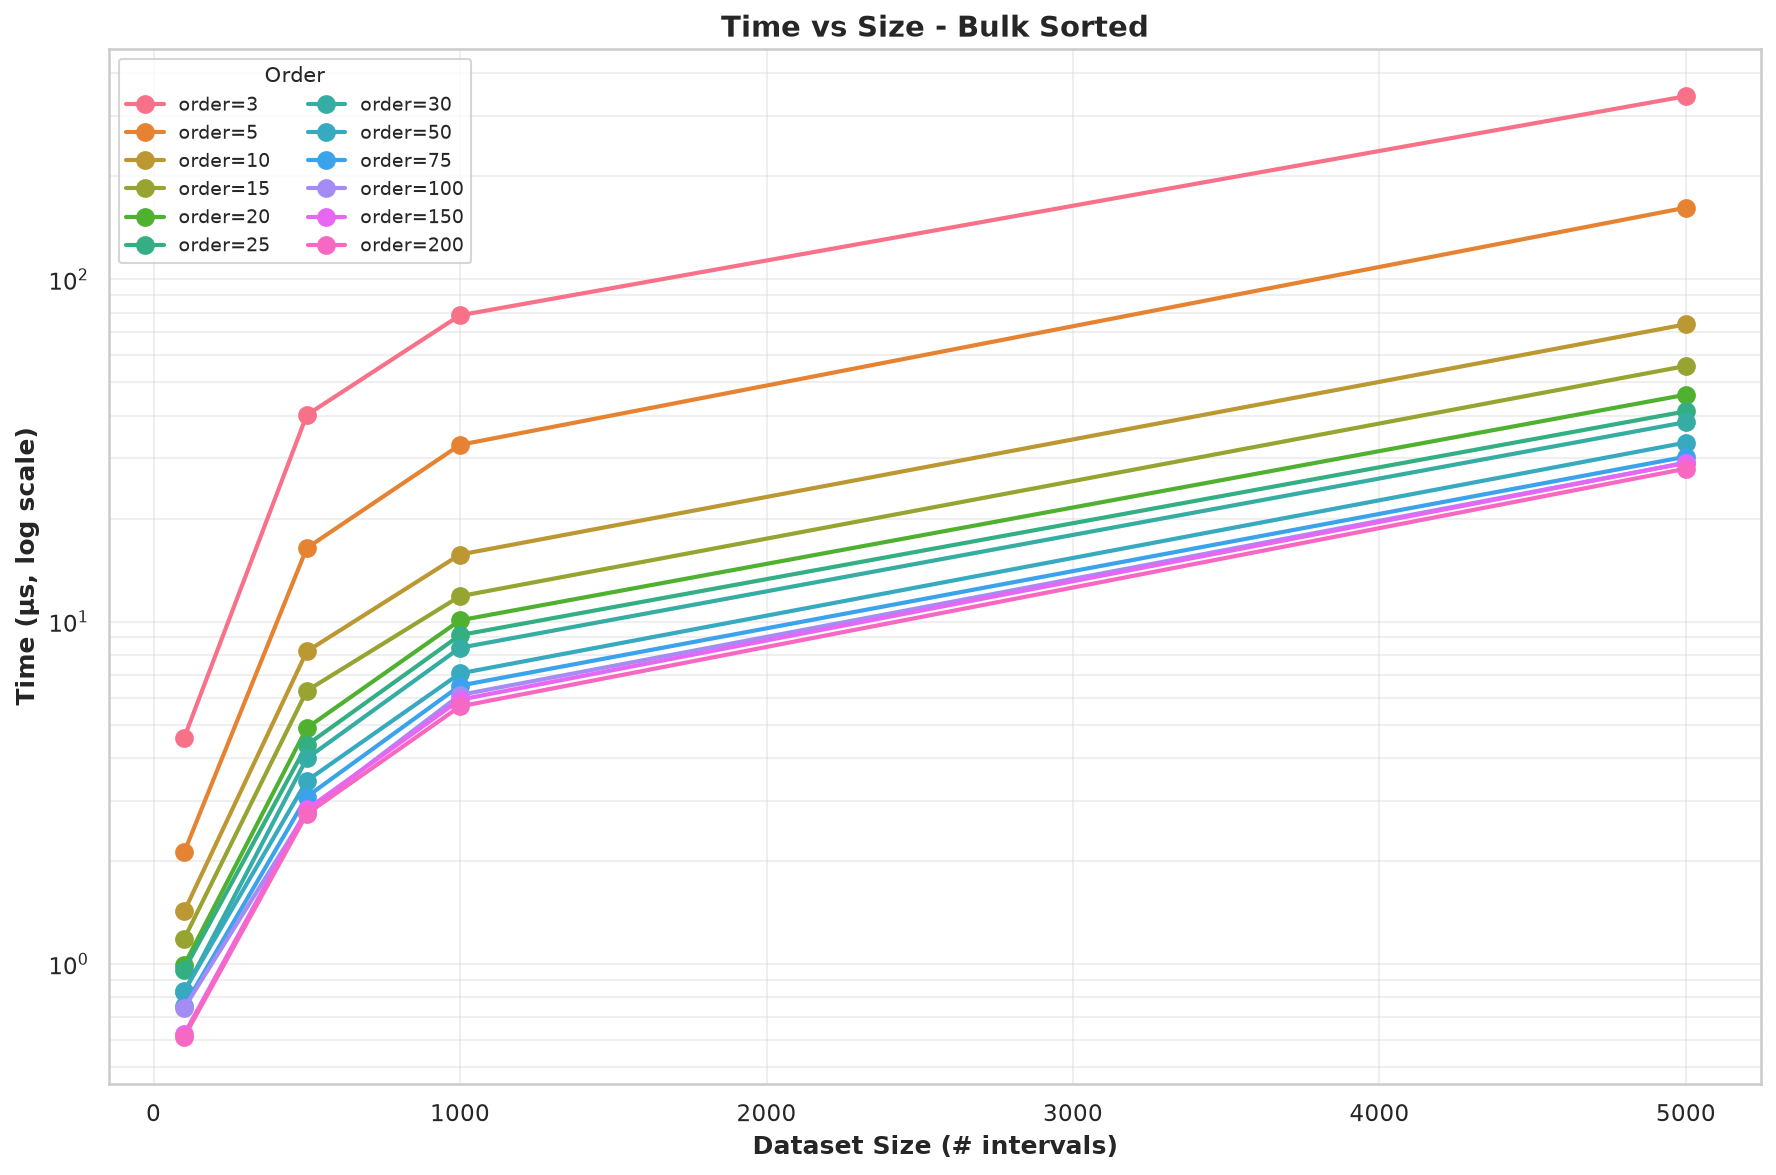 Time vs Size - Bulk Sorted
Order
order=3
order=5
order=10
order=15
order=20
order=25
order=30
order=50
order=75
order=100
order=150
order=200
Time (µs, log scale)
10²
10¹
10⁰
0 1000 2000 3000 4000 5000
Dataset Size (# intervals)